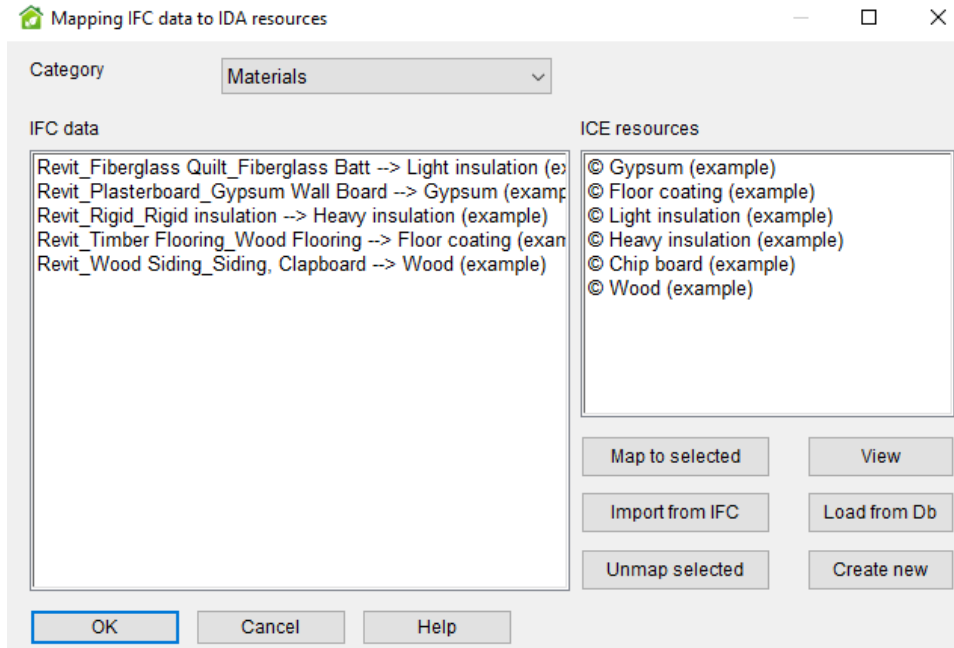 Mapping IFC data to IDA resources
Category
Materials
IFC data
Revit_Fiberglass Quilt_Fiberglass Batt --> Light insulation (ex
Revit_Plasterboard_Gypsum Wall Board --> Gypsum (examp
Revit_Rigid_Rigid insulation --> Heavy insulation (example)
Revit_Timber Flooring_Wood Flooring --> Floor coating (exam
Revit_Wood Siding_Siding, Clapboard --> Wood (example)
ICE resources
© Gypsum (example)
© Floor coating (example)
© Light insulation (example)
© Heavy insulation (example)
© Chip board (example)
© Wood (example)
Map to selected
View
Import from IFC
Load from Db
Unmap selected
Create new
OK
Cancel
Help